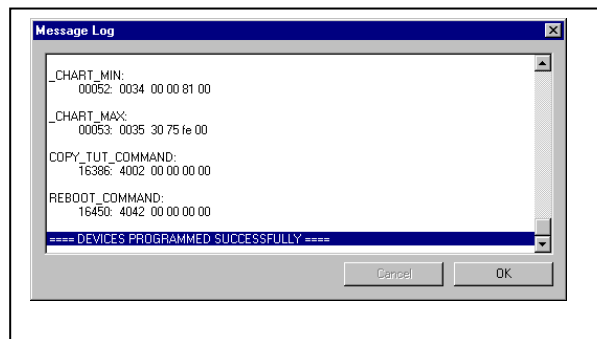 Message Log
_CHART_MIN:
00052: 0034 00 00 81 00
_CHART_MAX:
00053: 0035 30 75 fe 00
COPY_TUT_COMMAND:
16386: 4002 00 00 00 00
REBOOT_COMMAND:
16450: 4042 00 00 00 00
==== DEVICES PROGRAMMED SUCCESSFULLY ====
Cancel
OK